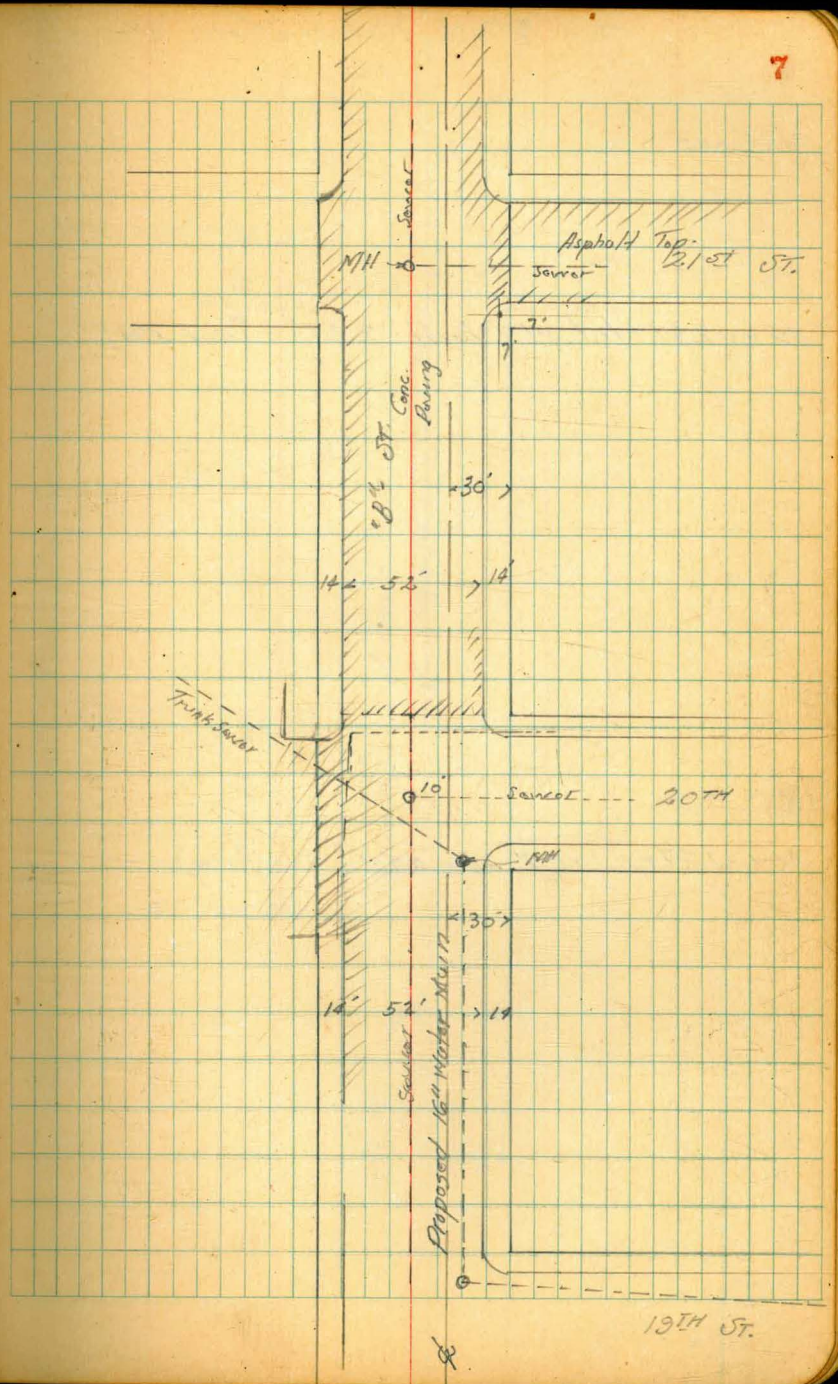 7
Sewer
MH
Asphalt Top.
Sewer
21ST ST.
7'
7'
Conc.
Paving
"B" ST.
30'
14
52'
14'
Trunk Sewer
10'
Sewer
20TH
MH
30'
14'
52'
14
Sewer
Proposed 16" Water Main
19TH ST.
℄